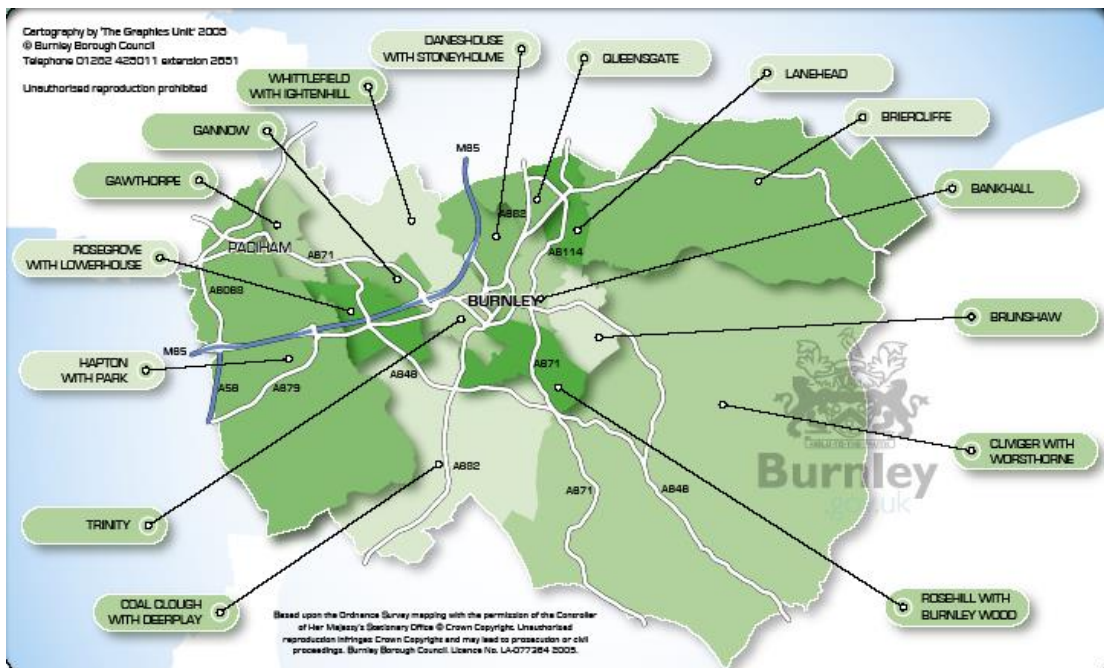 Cartography by 'The Graphics Unit' 2005
© Burnley Borough Council
Telephone 01282 425011 extension 2651
Unauthorised reproduction prohibited
DANESHOUSE
WITH STONEYHOLME
QUEENSGATE
LANEHEAD
WHITTLEFIELD
WITH IGHTENHILL
BRIERCLIFFE
GANNOW
M65
GAWTHORPE
BANKHALL
A682
PADIHAM
A671
A6114
ROSEGROVE
WITH LOWERHOUSE
A6068
BURNLEY
BRUNSHAW
M65
HAPTON
WITH PARK
A56
A679
A646
A671
CLIVIGER WITH
WORSTHORNE
A682
Burnley
.gov.uk
A671
A646
TRINITY
COAL CLOUGH
WITH DEERPLAY
ROSEHILL WITH
BURNLEY WOOD
Based upon the Ordnance Survey mapping with the permission of the Controller
of Her Majesty's Stationery Office © Crown Copyright. Unauthorised
reproduction infringes Crown Copyright and may lead to prosecution or civil
proceedings. Burnley Borough Council. Licence No. LA-077364 2005.